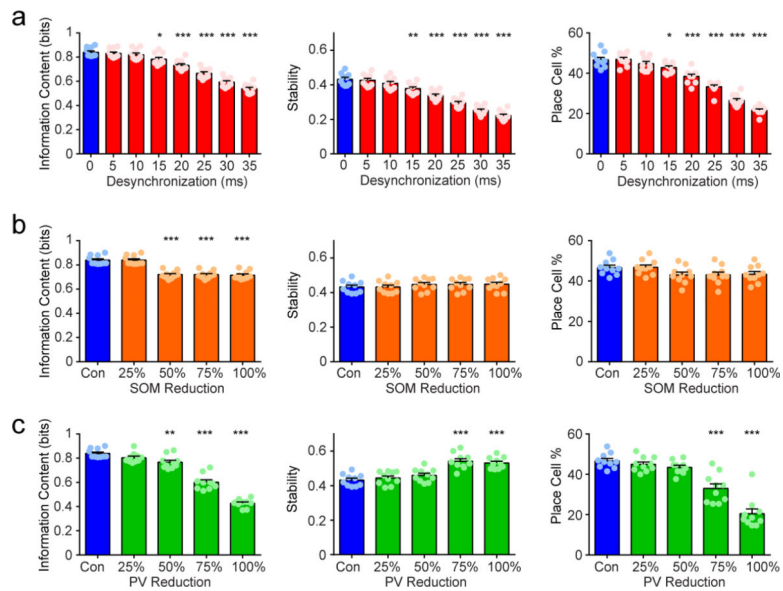 a
Information Content (bits)
1
0.8
0.6
0.4
0.2
0
* *** *** *** ***
0 5 10 15 20 25 30 35
Desynchronization (ms)
Stability
0.6
0.4
0.2
0
** *** *** *** ***
0 5 10 15 20 25 30 35
Desynchronization (ms)
Place Cell %
60
40
20
0
* *** *** *** ***
0 5 10 15 20 25 30 35
Desynchronization (ms)
b
Information Content (bits)
1
0.8
0.6
0.4
0.2
0
*** *** ***
Con 25% 50% 75% 100%
SOM Reduction
Stability
0.6
0.4
0.2
0
Con 25% 50% 75% 100%
SOM Reduction
Place Cell %
60
40
20
0
Con 25% 50% 75% 100%
SOM Reduction
c
Information Content (bits)
1
0.8
0.6
0.4
0.2
0
** *** ***
Con 25% 50% 75% 100%
PV Reduction
Stability
0.6
0.4
0.2
0
*** ***
Con 25% 50% 75% 100%
PV Reduction
Place Cell %
60
40
20
0
*** ***
Con 25% 50% 75% 100%
PV Reduction